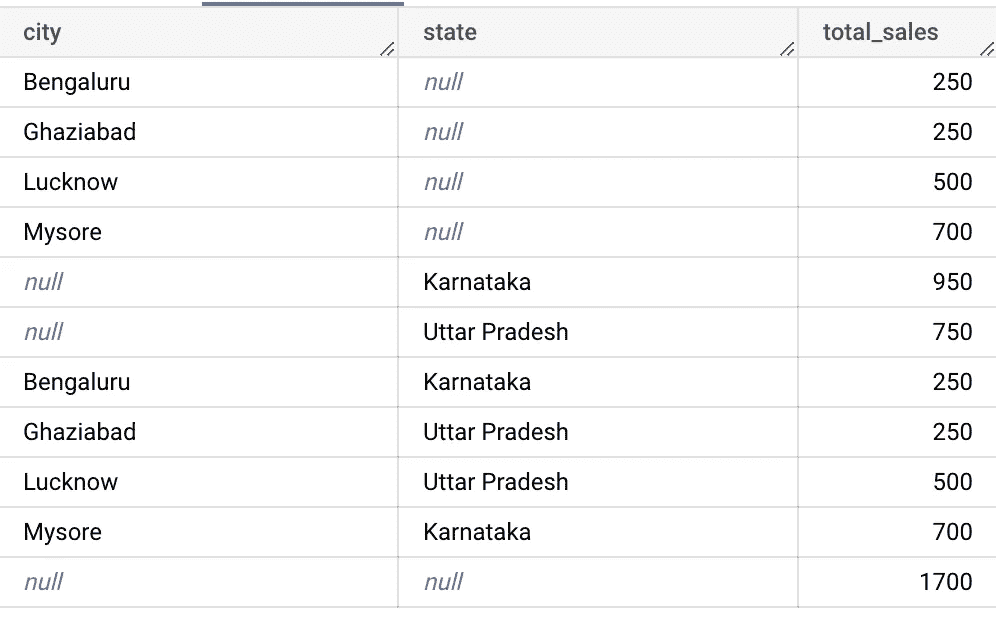 city state total_sales
Bengaluru null 250
Ghaziabad null 250
Lucknow null 500
Mysore null 700
null Karnataka 950
null Uttar Pradesh 750
Bengaluru Karnataka 250
Ghaziabad Uttar Pradesh 250
Lucknow Uttar Pradesh 500
Mysore Karnataka 700
null null 1700